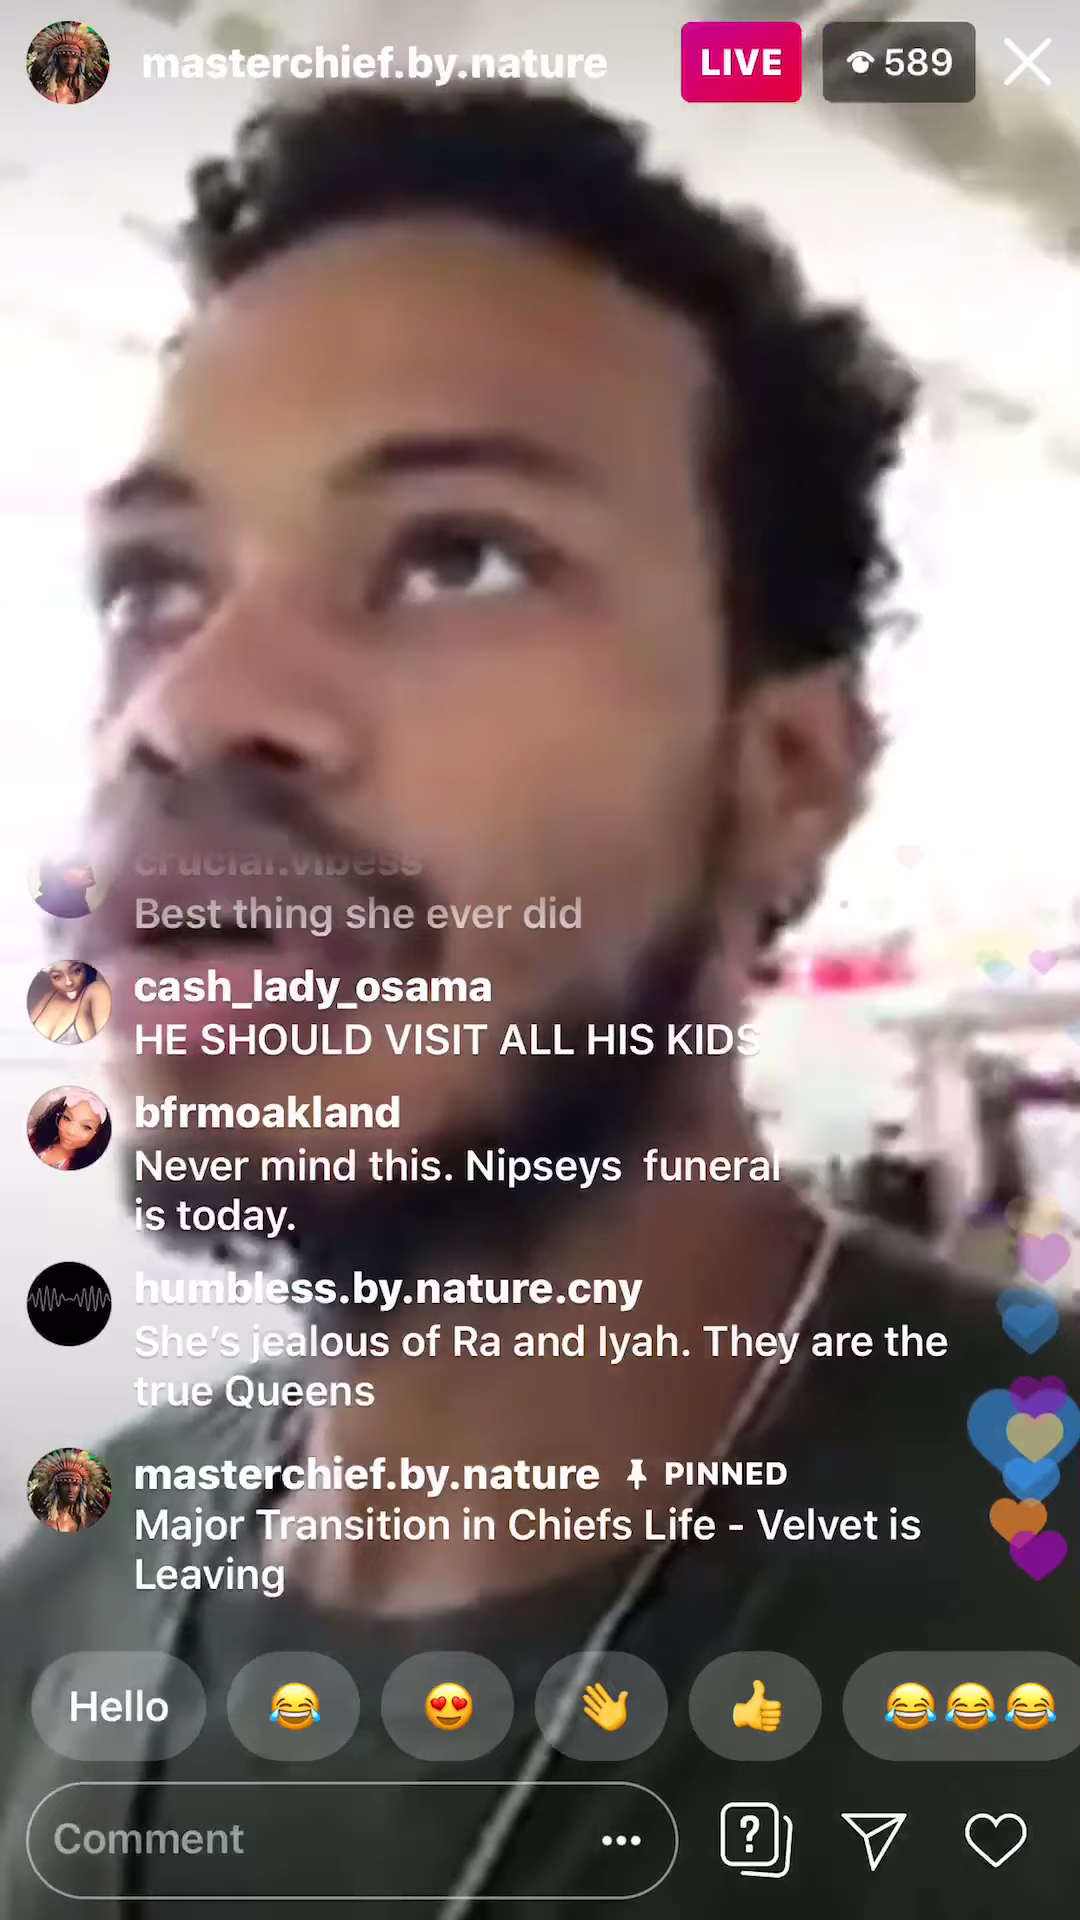 masterchief.by.nature
LIVE
589
crucial.vibess
Best thing she ever did
cash_lady_osama
HE SHOULD VISIT ALL HIS KIDS
bfrmoakland
Never mind this. Nipseys  funeral
is today.
humbless.by.nature.cny
She’s jealous of Ra and Iyah. They are the
true Queens
masterchief.by.nature PINNED
Major Transition in Chiefs Life - Velvet is
Leaving
Hello 😂 😍 👋 👍 😂😂😂
Comment